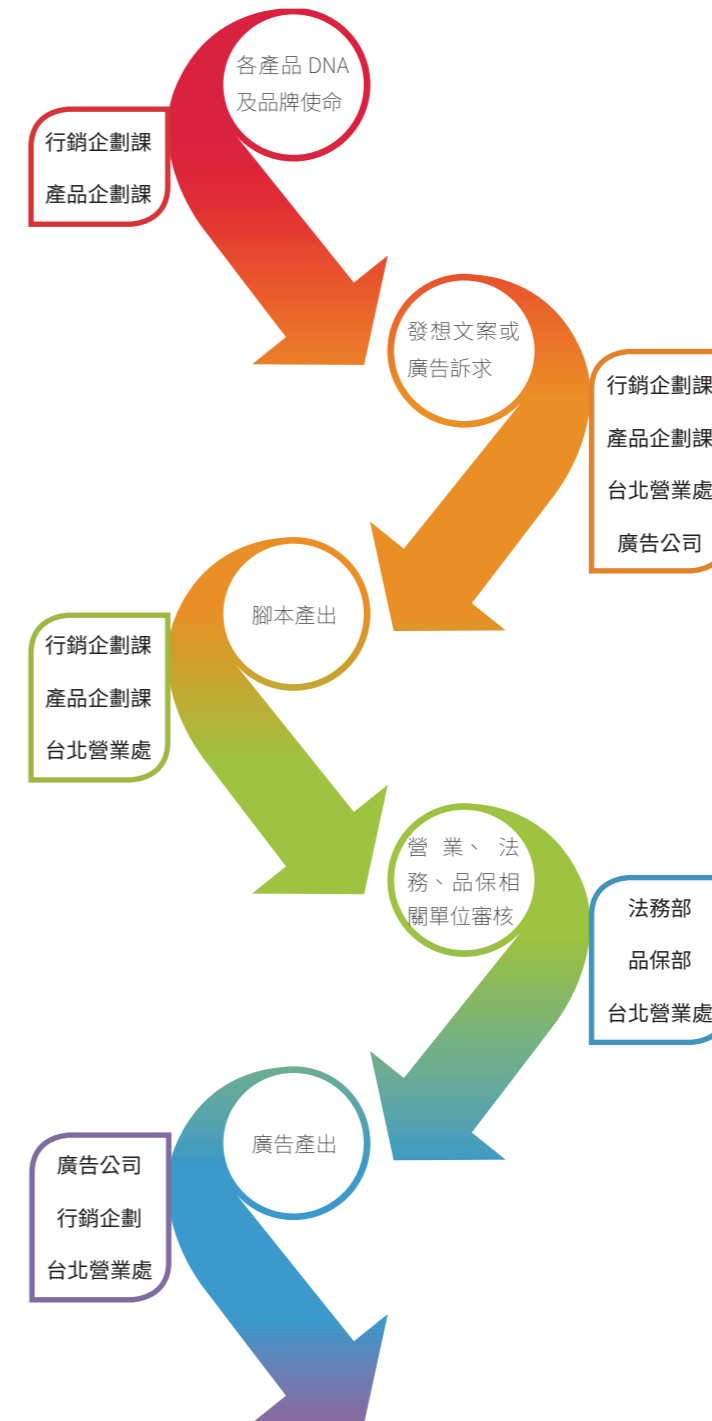 各產品 DNA
及品牌使命
行銷企劃課
產品企劃課
發想文案或
廣告訴求
行銷企劃課
產品企劃課
台北營業處
廣告公司
腳本產出
行銷企劃課
產品企劃課
台北營業處
營業、法
務、品保相
關單位審核
法務部
品保部
台北營業處
廣告產出
廣告公司
行銷企劃
台北營業處